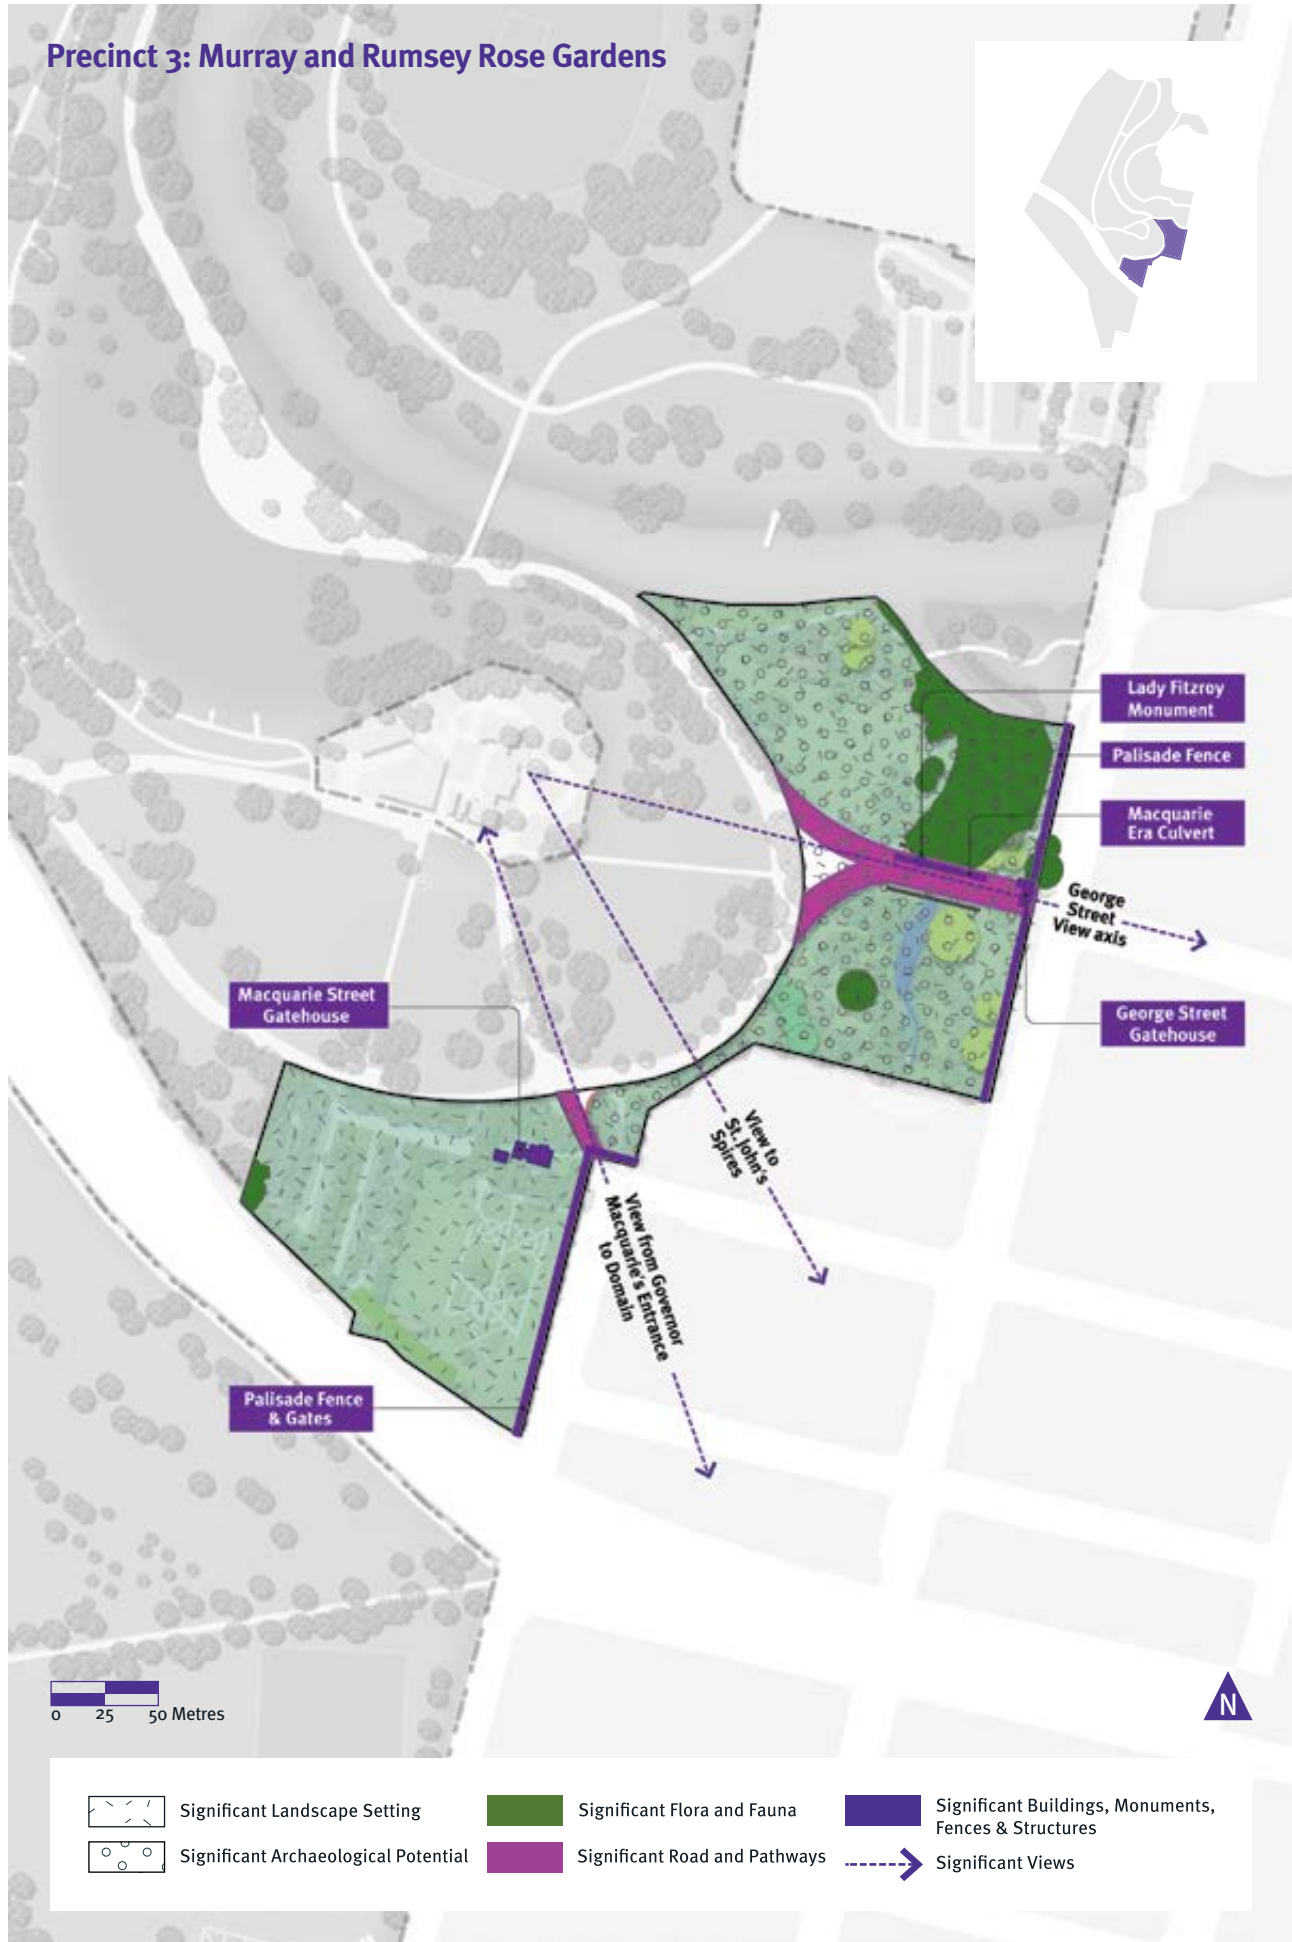 Precinct 3: Murray and Rumsey Rose Gardens
Lady Fitzroy
Monument
Palisade Fence
Macquarie
Era Culvert
George
Street
View axis
Macquarie Street
Gatehouse
George Street
Gatehouse
View to
St. John's
Spires
View from Governor
Macquarie's Entrance
to Domain
Palisade Fence
& Gates
0 25 50 Metres
N
Significant Landscape Setting
Significant Archaeological Potential
Significant Flora and Fauna
Significant Road and Pathways
Significant Buildings, Monuments,
Fences & Structures
Significant Views